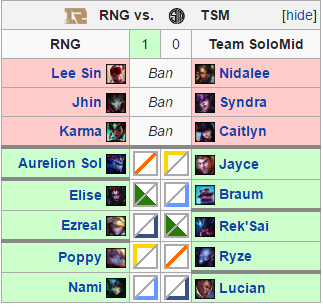 RNG vs. TSM [hide]
RNG 1 0 Team SoloMid
Lee Sin Ban Nidalee
Jhin Ban Syndra
Karma Ban Caitlyn
Aurelion Sol Jayce
Elise Braum
Ezreal Rek'Sai
Poppy Ryze
Nami Lucian